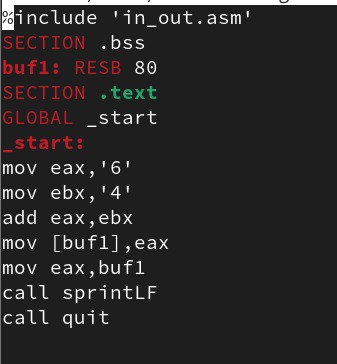 %include 'in_out.asm'
SECTION .bss
buf1: RESB 80
SECTION .text
GLOBAL _start
_start:
mov eax,'6'
mov ebx,'4'
add eax,ebx
mov [buf1],eax
mov eax,buf1
call sprintLF
call quit